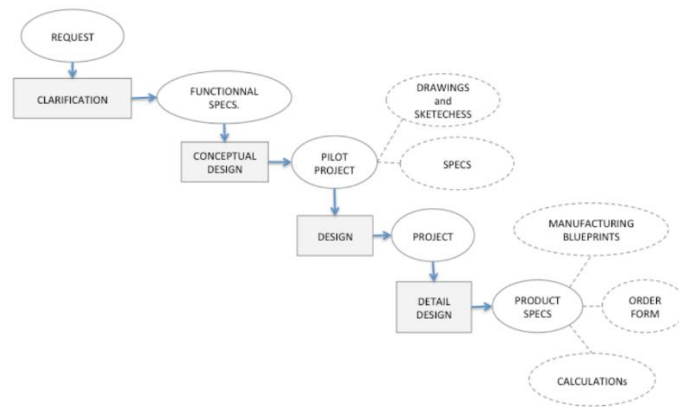 REQUEST
CLARIFICATION
FUNCTIONNAL
SPECS.
DRAWINGS
and
SKETECHESS
CONCEPTUAL
DESIGN
PILOT
PROJECT
SPECS
DESIGN
PROJECT
MANUFACTURING
BLUEPRINTS
DETAIL
DESIGN
PRODUCT
SPECS
ORDER
FORM
CALCULATIONs